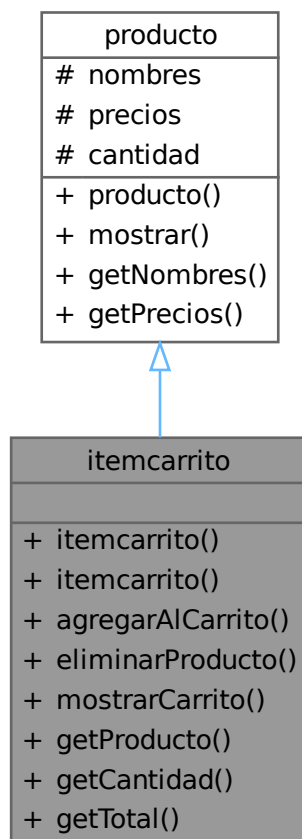 producto
# nombres
# precios
# cantidad
+ producto()
+ mostrar()
+ getNombres()
+ getPrecios()
itemcarrito
+ itemcarrito()
+ itemcarrito()
+ agregarAlCarrito()
+ eliminarProducto()
+ mostrarCarrito()
+ getProducto()
+ getCantidad()
+ getTotal()